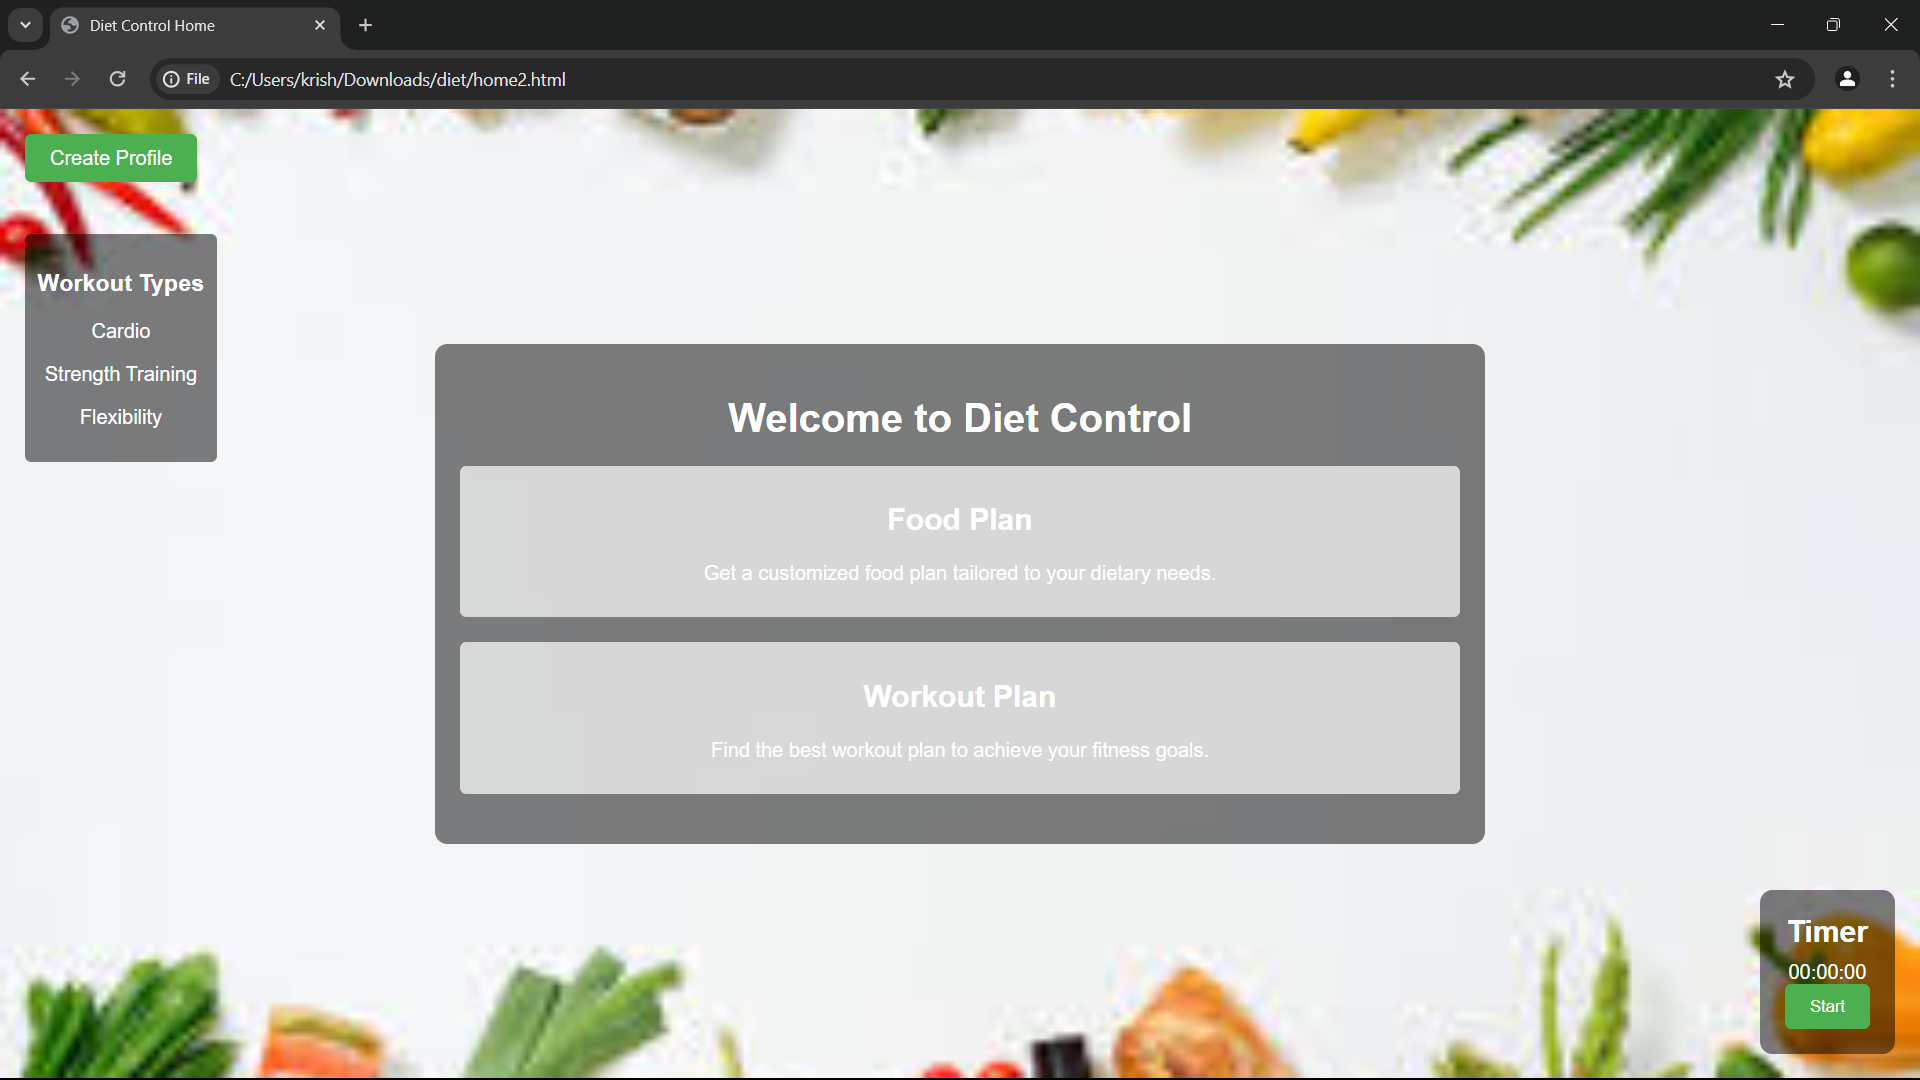 Diet Control Home
File
C:/Users/krish/Downloads/diet/home2.html
Create Profile
Workout Types
Cardio
Strength Training
Flexibility
Welcome to Diet Control
Food Plan
Get a customized food plan tailored to your dietary needs.
Workout Plan
Find the best workout plan to achieve your fitness goals.
Timer
00:00:00
Start